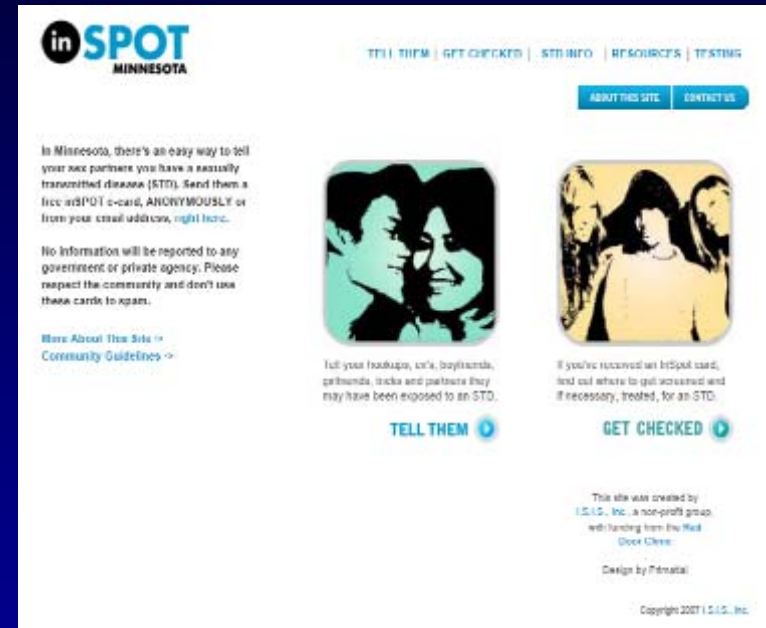 inSPOT
MINNESOTA
TELL THEM | GET CHECKED | STD INFO | RESOURCES | TESTING
ABOUT THIS SITE
CONTACT US
In Minnesota, there's an easy way to tell
your sex partners you have a sexually
transmitted disease (STD). Send them a
free inSPOT e-card, ANONYMOUSLY or
from your email address, right here.
No information will be reported to any
government or private agency. Please
respect the community and don't use
these cards to spam.
More About This Site ->
Community Guidelines ->
Tell your hookups, ex's, boyfriends,
girlfriends, tricks and partners they
may have been exposed to an STD.
TELL THEM
If you've received an InSpot card,
find out where to get screened and
if necessary, treated, for an STD.
GET CHECKED
This site was created by
I.S.I.S., Inc., a non-profit group,
with funding from the Red
Door Clinic.
Design by
Copyright 2007 I.S.I.S., Inc.